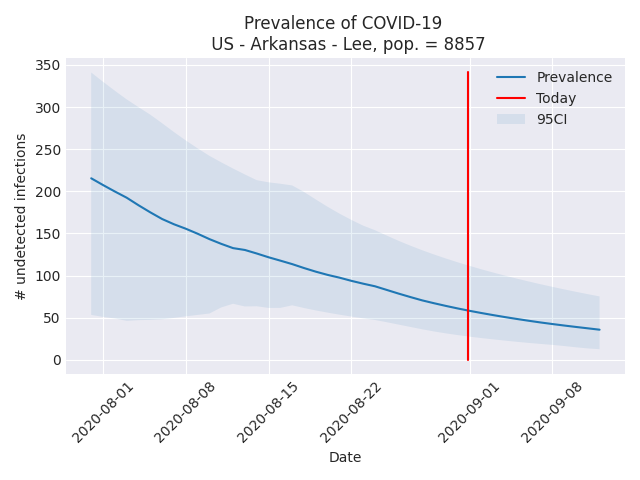 Prevalence of COVID-19
US - Arkansas - Lee, pop. = 8857
350
300
250
200
150
100
50
0
# undetected infections
Prevalence
Today
95CI
2020-08-01
2020-08-08
2020-08-15
2020-08-22
2020-09-01
2020-09-08
Date